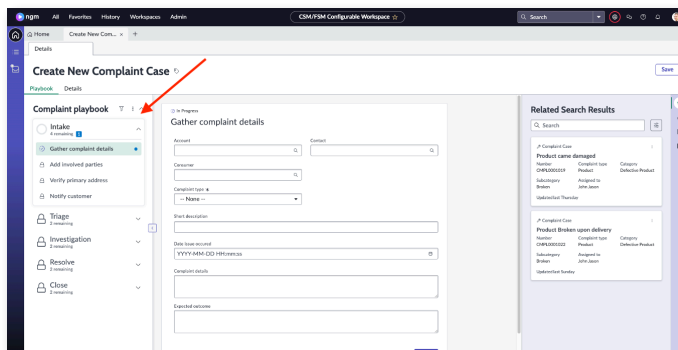 ngm All Favorites History Workspaces Admin CSM/FSM Configurable Workspace Search
Home Create New Com... × +
Details
Create New Complaint Case
Save
Playbook Details
Complaint playbook
Intake
4 remaining
Gather complaint details
Add involved parties
Verify primary address
Notify customer
Triage
2 remaining
Investigation
2 remaining
Resolve
2 remaining
Close
2 remaining
In Progress
Gather complaint details
Account Contact
Consumer
Complaint type
-- None --
Short description
Date issue occured
YYYY-MM-DD HH:mm:ss
Complaint details
Expected outcome
Related Search Results
Search
Complaint Case
Product came damaged
Number Complaint type Category
CMPL0001019 Product Defective Product
Subcategory Assigned to
Broken John Jason
Updated last Thursday
Complaint Case
Product Broken upon delivery
Number Complaint type Category
CMPL0001022 Product Defective Product
Subcategory Assigned to
Broken John Jason
Updated last Sunday